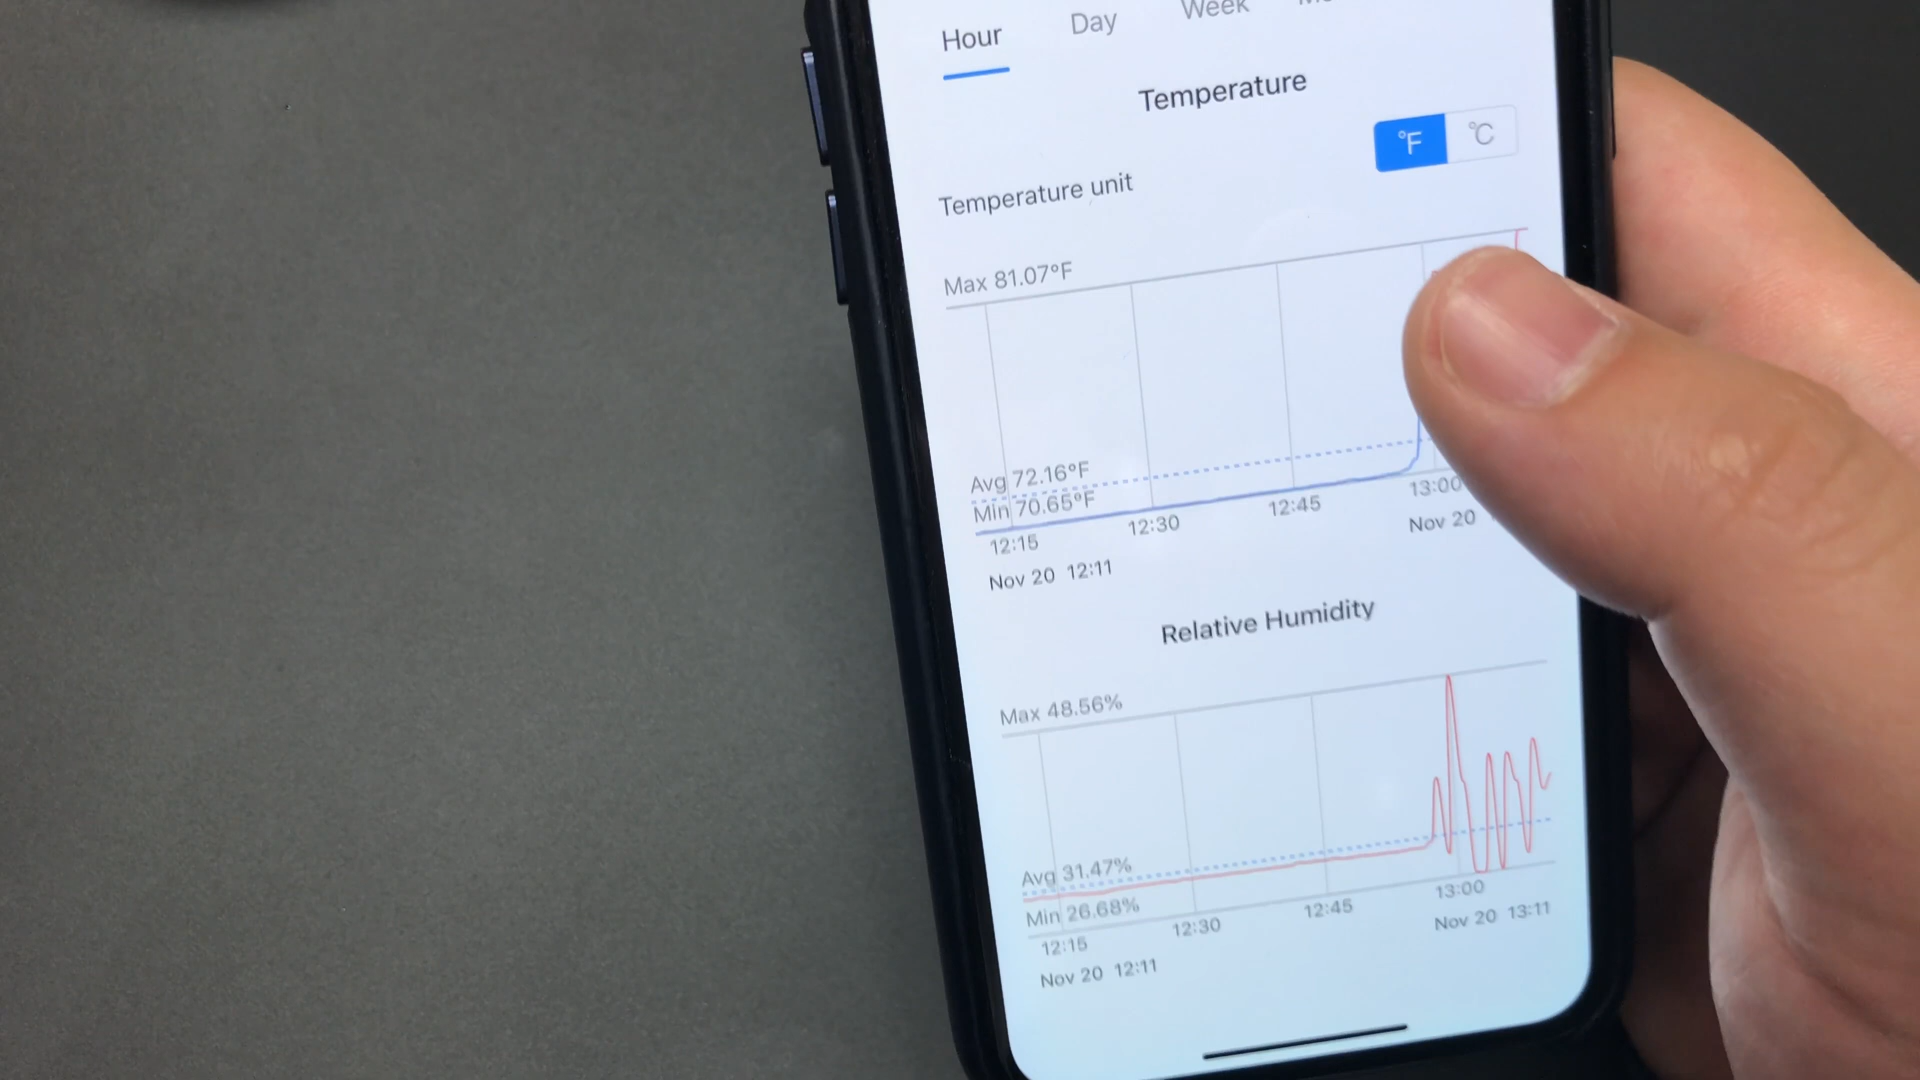 Hour Day Week
Temperature
°F °C
Temperature unit
Max 81.07°F
Avg 72.16°F
Min 70.65°F
12:15 12:30 12:45 13:00
Nov 20 12:11 Nov 20
Relative Humidity
Max 48.56%
Avg 31.47%
Min 26.68%
12:15 12:30 12:45 13:00
Nov 20 12:11 Nov 20 13:11